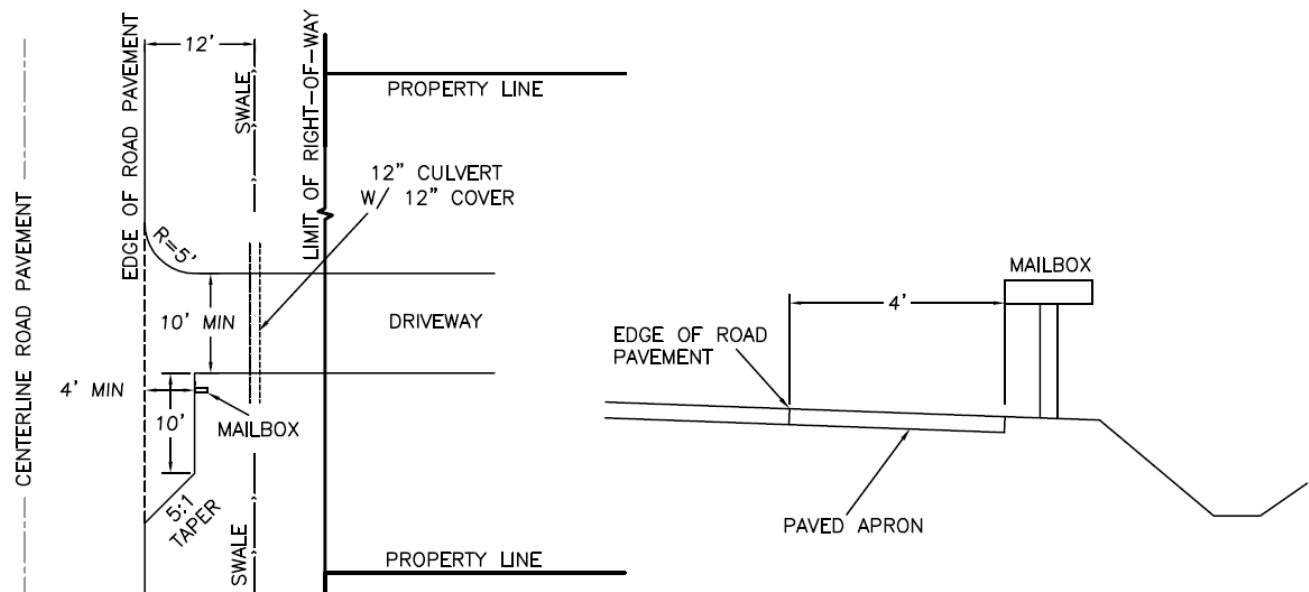 CENTERLINE ROAD PAVEMENT
EDGE OF ROAD PAVEMENT
12'
SWALE
LIMIT OF RIGHT-OF-WAY
PROPERTY LINE
12" CULVERT
W/ 12" COVER
R=5'
10' MIN
DRIVEWAY
4' MIN
10'
MAILBOX
5:1
TAPER
SWALE
PROPERTY LINE
MAILBOX
4'
EDGE OF ROAD
PAVEMENT
PAVED APRON